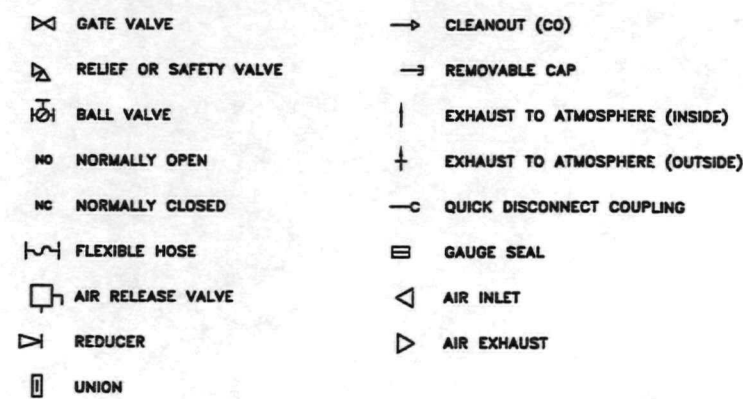 GATE VALVE
RELIEF OR SAFETY VALVE
BALL VALVE
NO NORMALLY OPEN
NC NORMALLY CLOSED
FLEXIBLE HOSE
AIR RELEASE VALVE
REDUCER
UNION
CLEANOUT (CO)
REMOVABLE CAP
EXHAUST TO ATMOSPHERE (INSIDE)
EXHAUST TO ATMOSPHERE (OUTSIDE)
QUICK DISCONNECT COUPLING
GAUGE SEAL
AIR INLET
AIR EXHAUST